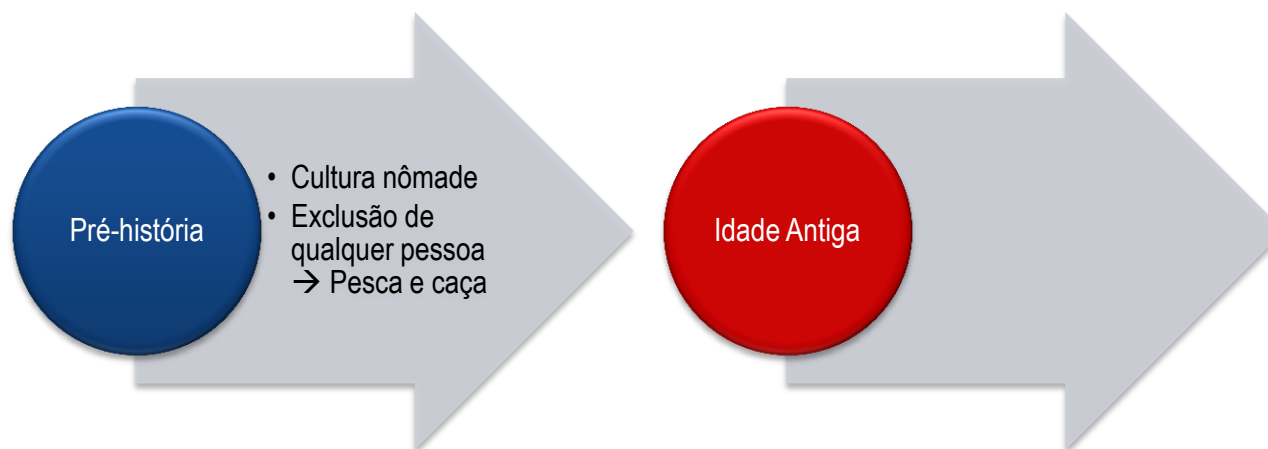 Pré-história
• Cultura nômade
• Exclusão de
qualquer pessoa
→ Pesca e caça
Idade Antiga